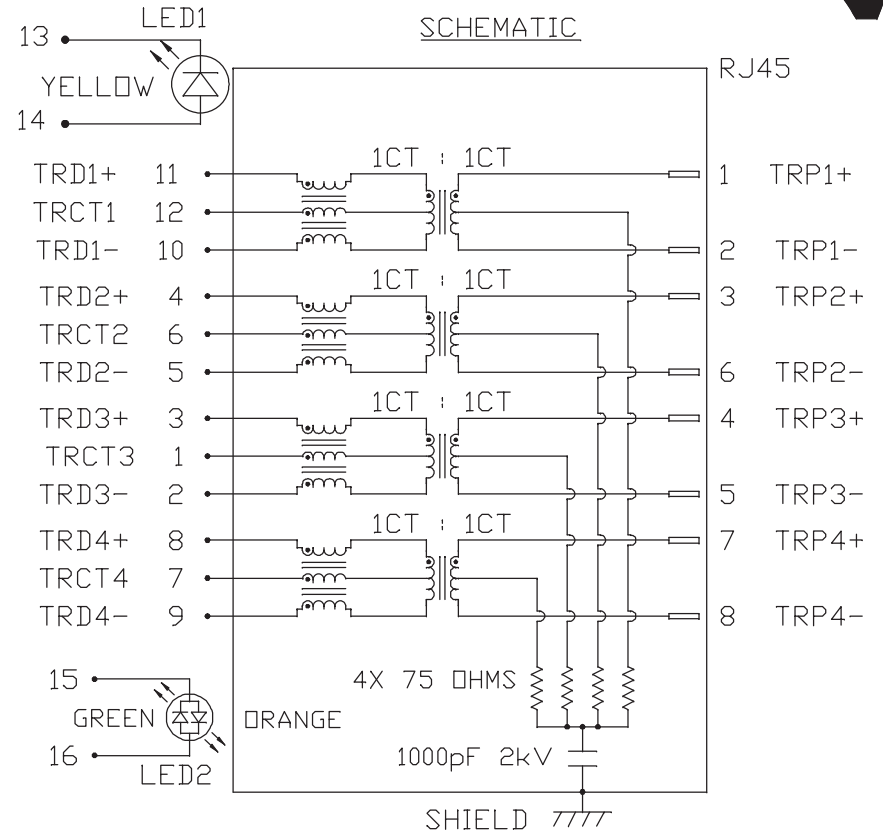 SCHEMATIC
LED1
13
YELLOW
14
RJ45
1CT : 1CT
TRD1+ 11 1 TRP1+
TRCT1 12
TRD1- 10 2 TRP1-
1CT : 1CT
TRD2+ 4 3 TRP2+
TRCT2 6
TRD2- 5 6 TRP2-
1CT : 1CT
TRD3+ 3 4 TRP3+
TRCT3 1
TRD3- 2 5 TRP3-
1CT : 1CT
TRD4+ 8 7 TRP4+
TRCT4 7
TRD4- 9 8 TRP4-
15
4X 75 OHMS
GREEN ORANGE
16
1000pF 2kV
LED2
SHIELD